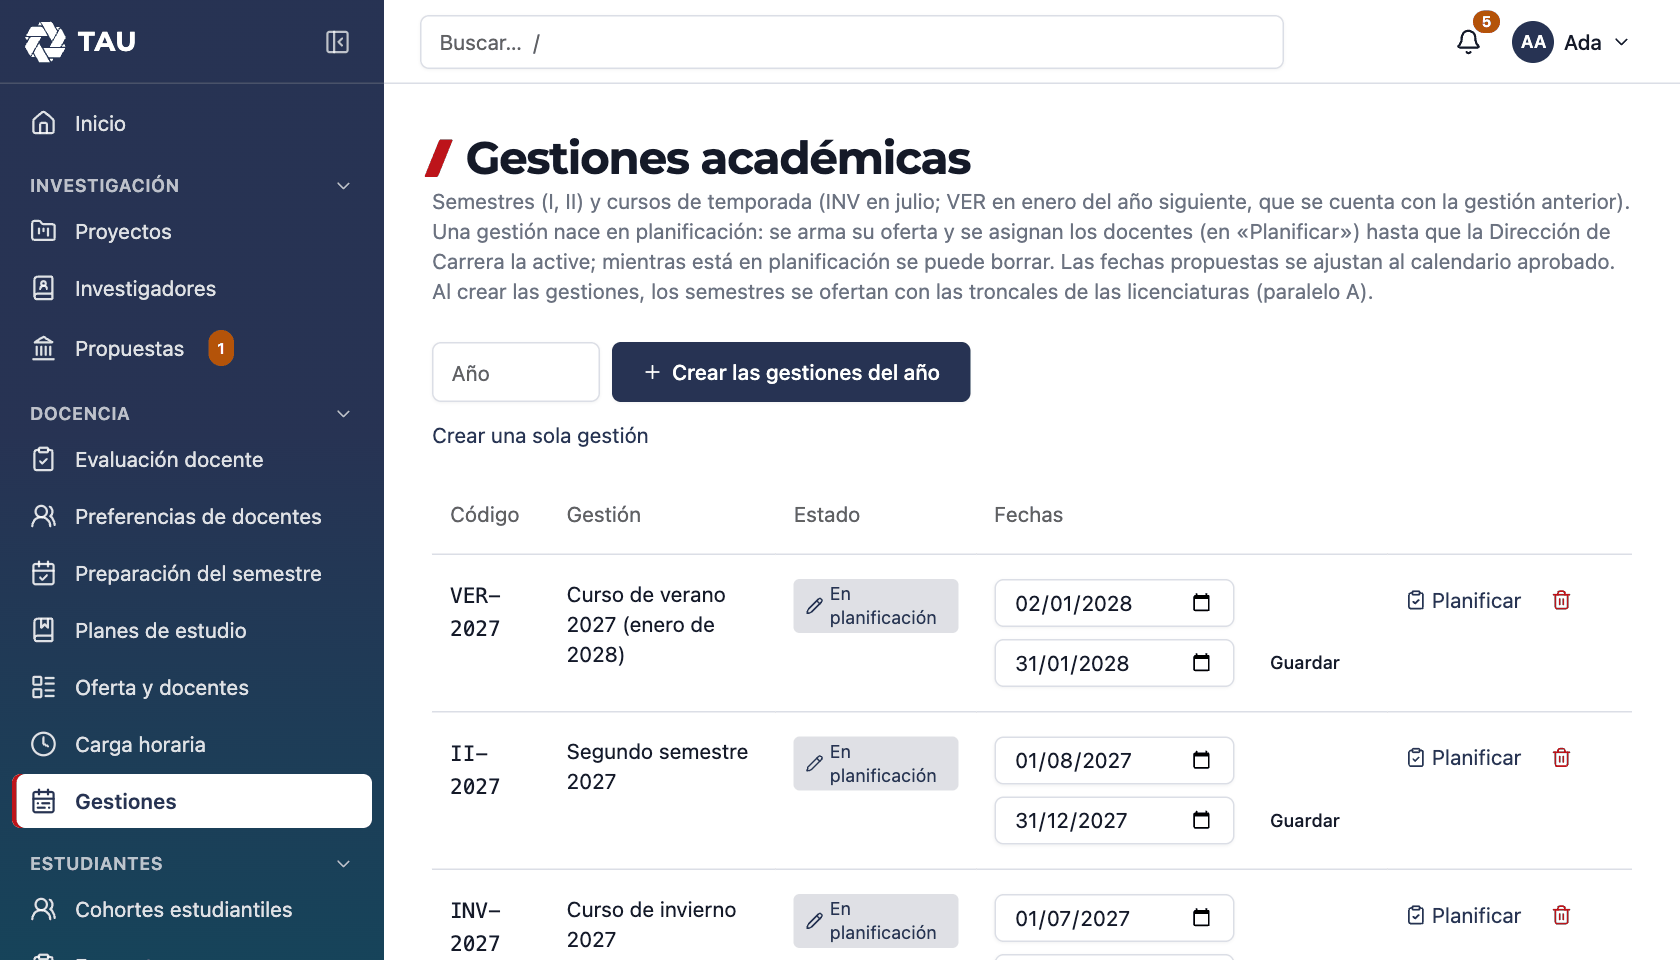 TAU
Buscar... /
5
AA
Ada
Inicio
INVESTIGACIÓN
Proyectos
Investigadores
Propuestas
1
DOCENCIA
Evaluación docente
Preferencias de docentes
Preparación del semestre
Planes de estudio
Oferta y docentes
Carga horaria
Gestiones
ESTUDIANTES
Cohortes estudiantiles
Gestiones académicas
Semestres (I, II) y cursos de temporada (INV en julio; VER en enero del año siguiente, que se cuenta con la gestión anterior).
Una gestión nace en planificación: se arma su oferta y se asignan los docentes (en «Planificar») hasta que la Dirección de
Carrera la active; mientras está en planificación se puede borrar. Las fechas propuestas se ajustan al calendario aprobado.
Al crear las gestiones, los semestres se ofertan con las troncales de las licenciaturas (paralelo A).
Año
+ Crear las gestiones del año
Crear una sola gestión
Código Gestión Estado Fechas
VER-
2027
Curso de verano
2027 (enero de
2028)
En
planificación
02/01/2028
31/01/2028
Guardar
Planificar
II-
2027
Segundo semestre
2027
En
planificación
01/08/2027
31/12/2027
Guardar
Planificar
INV-
2027
Curso de invierno
2027
En
planificación
01/07/2027
Planificar